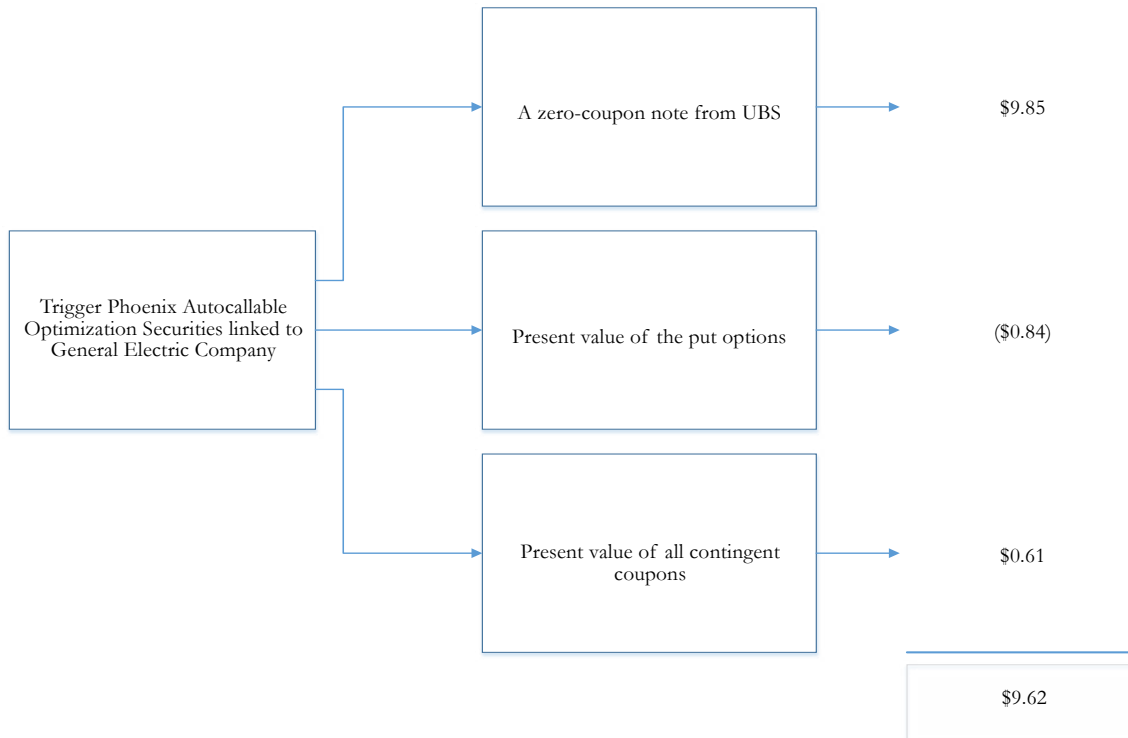 A zero-coupon note from UBS
$9.85
Trigger Phoenix Autocallable
Optimization Securities linked to
General Electric Company
Present value of the put options
($0.84)
Present value of all contingent
coupons
$0.61
$9.62